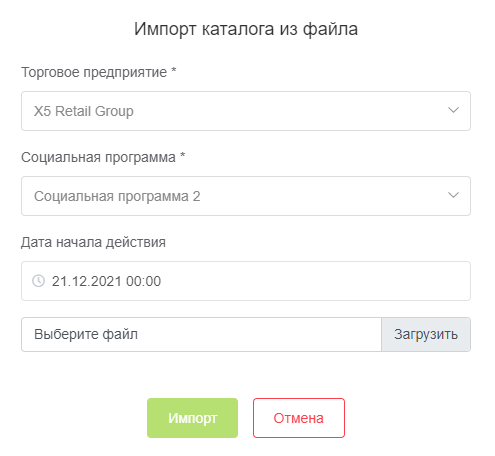 Импорт каталога из файла
Торговое предприятие *
X5 Retail Group
Социальная программа *
Социальная программа 2
Дата начала действия
21.12.2021 00:00
Выберите файл Загрузить
Импорт Отмена